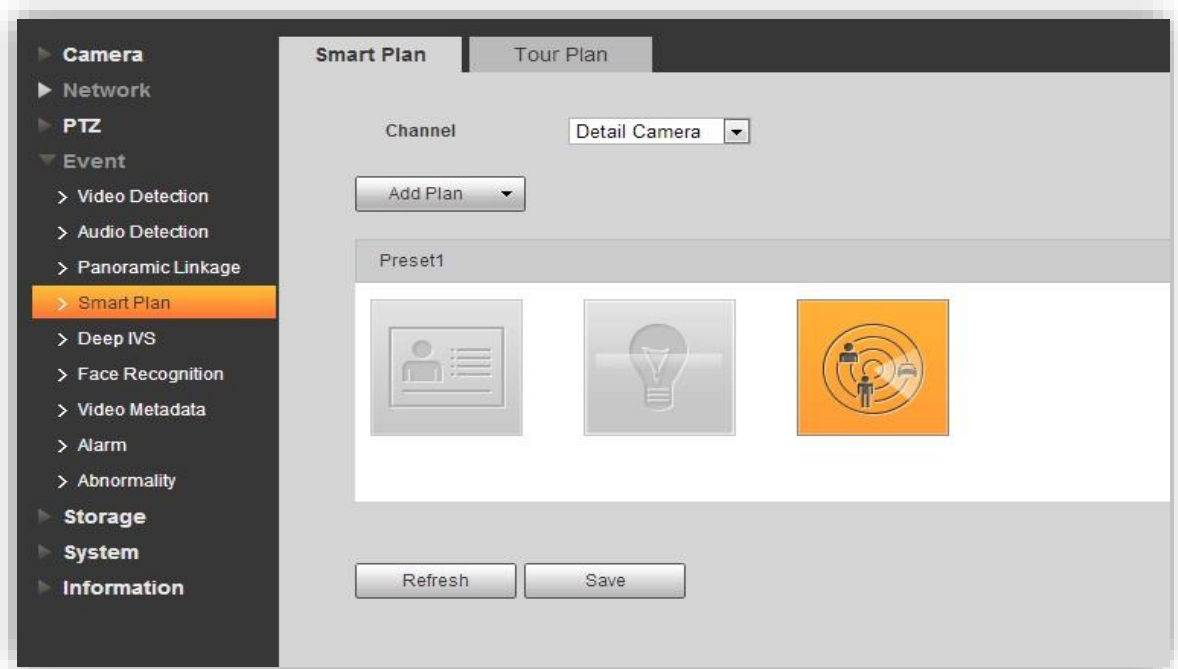 Camera
Network
PTZ
Event
Video Detection
Audio Detection
Panoramic Linkage
Smart Plan
Deep IVS
Face Recognition
Video Metadata
Alarm
Abnormality
Storage
System
Information
Smart Plan Tour Plan
Channel Detail Camera
Add Plan
Preset1
Refresh Save